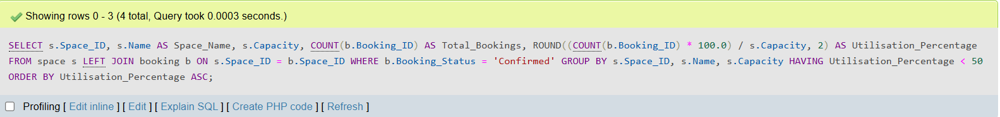 Showing rows 0 - 3 (4 total, Query took 0.0003 seconds.)
SELECT s.Space_ID, s.Name AS Space_Name, s.Capacity, COUNT(b.Booking_ID) AS Total_Bookings, ROUND((COUNT(b.Booking_ID) * 100.0) / s.Capacity, 2) AS Utilisation_Percentage
FROM space s LEFT JOIN booking b ON s.Space_ID = b.Space_ID WHERE b.Booking_Status = 'Confirmed' GROUP BY s.Space_ID, s.Name, s.Capacity HAVING Utilisation_Percentage < 50
ORDER BY Utilisation_Percentage ASC;
Profiling [ Edit inline ] [ Edit ] [ Explain SQL ] [ Create PHP code ] [ Refresh ]